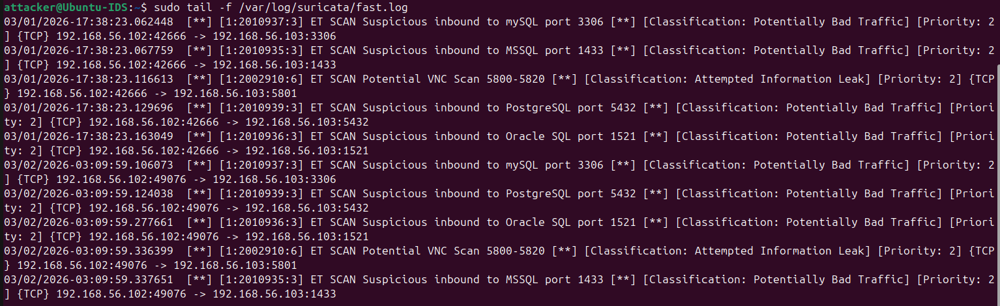 attacker@Ubuntu-IDS:~$ sudo tail -f /var/log/suricata/fast.log
03/01/2026-17:38:23.062448  [**] [1:2010937:3] ET SCAN Suspicious inbound to mySQL port 3306 [**] [Classification: Potentially Bad Traffic] [Priority: 2
] {TCP} 192.168.56.102:42666 -> 192.168.56.103:3306
03/01/2026-17:38:23.067759  [**] [1:2010935:3] ET SCAN Suspicious inbound to MSSQL port 1433 [**] [Classification: Potentially Bad Traffic] [Priority: 2
] {TCP} 192.168.56.102:42666 -> 192.168.56.103:1433
03/01/2026-17:38:23.116613  [**] [1:2002910:6] ET SCAN Potential VNC Scan 5800-5820 [**] [Classification: Attempted Information Leak] [Priority: 2] {TCP
} 192.168.56.102:42666 -> 192.168.56.103:5801
03/01/2026-17:38:23.129696  [**] [1:2010939:3] ET SCAN Suspicious inbound to PostgreSQL port 5432 [**] [Classification: Potentially Bad Traffic] [Priori
ty: 2] {TCP} 192.168.56.102:42666 -> 192.168.56.103:5432
03/01/2026-17:38:23.163049  [**] [1:2010936:3] ET SCAN Suspicious inbound to Oracle SQL port 1521 [**] [Classification: Potentially Bad Traffic] [Priori
ty: 2] {TCP} 192.168.56.102:42666 -> 192.168.56.103:1521
03/02/2026-03:09:59.106073  [**] [1:2010937:3] ET SCAN Suspicious inbound to mySQL port 3306 [**] [Classification: Potentially Bad Traffic] [Priority: 2
] {TCP} 192.168.56.102:49076 -> 192.168.56.103:3306
03/02/2026-03:09:59.124038  [**] [1:2010939:3] ET SCAN Suspicious inbound to PostgreSQL port 5432 [**] [Classification: Potentially Bad Traffic] [Priori
ty: 2] {TCP} 192.168.56.102:49076 -> 192.168.56.103:5432
03/02/2026-03:09:59.277661  [**] [1:2010936:3] ET SCAN Suspicious inbound to Oracle SQL port 1521 [**] [Classification: Potentially Bad Traffic] [Priori
ty: 2] {TCP} 192.168.56.102:49076 -> 192.168.56.103:1521
03/02/2026-03:09:59.336399  [**] [1:2002910:6] ET SCAN Potential VNC Scan 5800-5820 [**] [Classification: Attempted Information Leak] [Priority: 2] {TCP
} 192.168.56.102:49076 -> 192.168.56.103:5801
03/02/2026-03:09:59.337651  [**] [1:2010935:3] ET SCAN Suspicious inbound to MSSQL port 1433 [**] [Classification: Potentially Bad Traffic] [Priority: 2
] {TCP} 192.168.56.102:49076 -> 192.168.56.103:1433